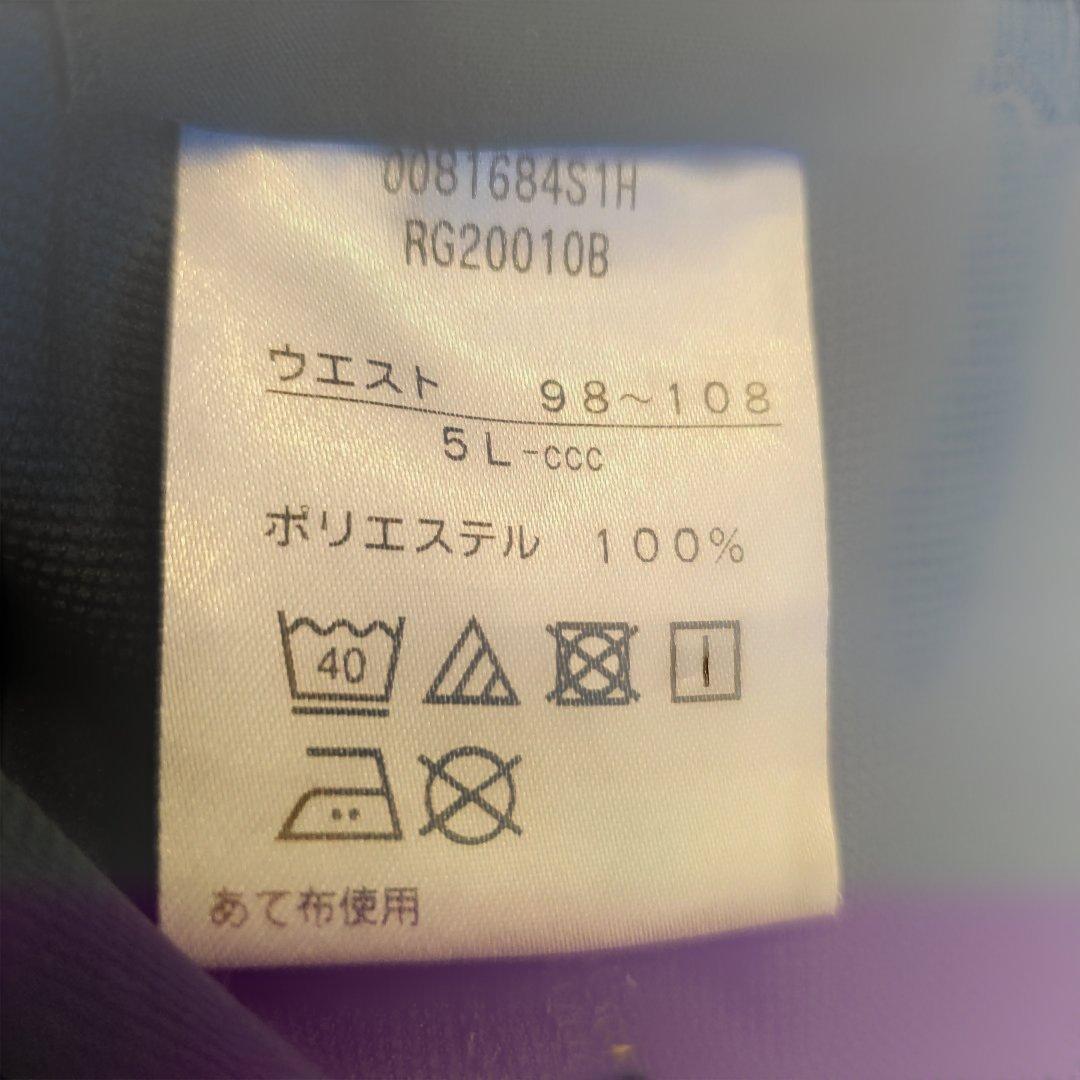 0081684S1H
RG20010B
ウエスト 98～108
5L-ccc
ポリエステル 100%
40
あて布使用